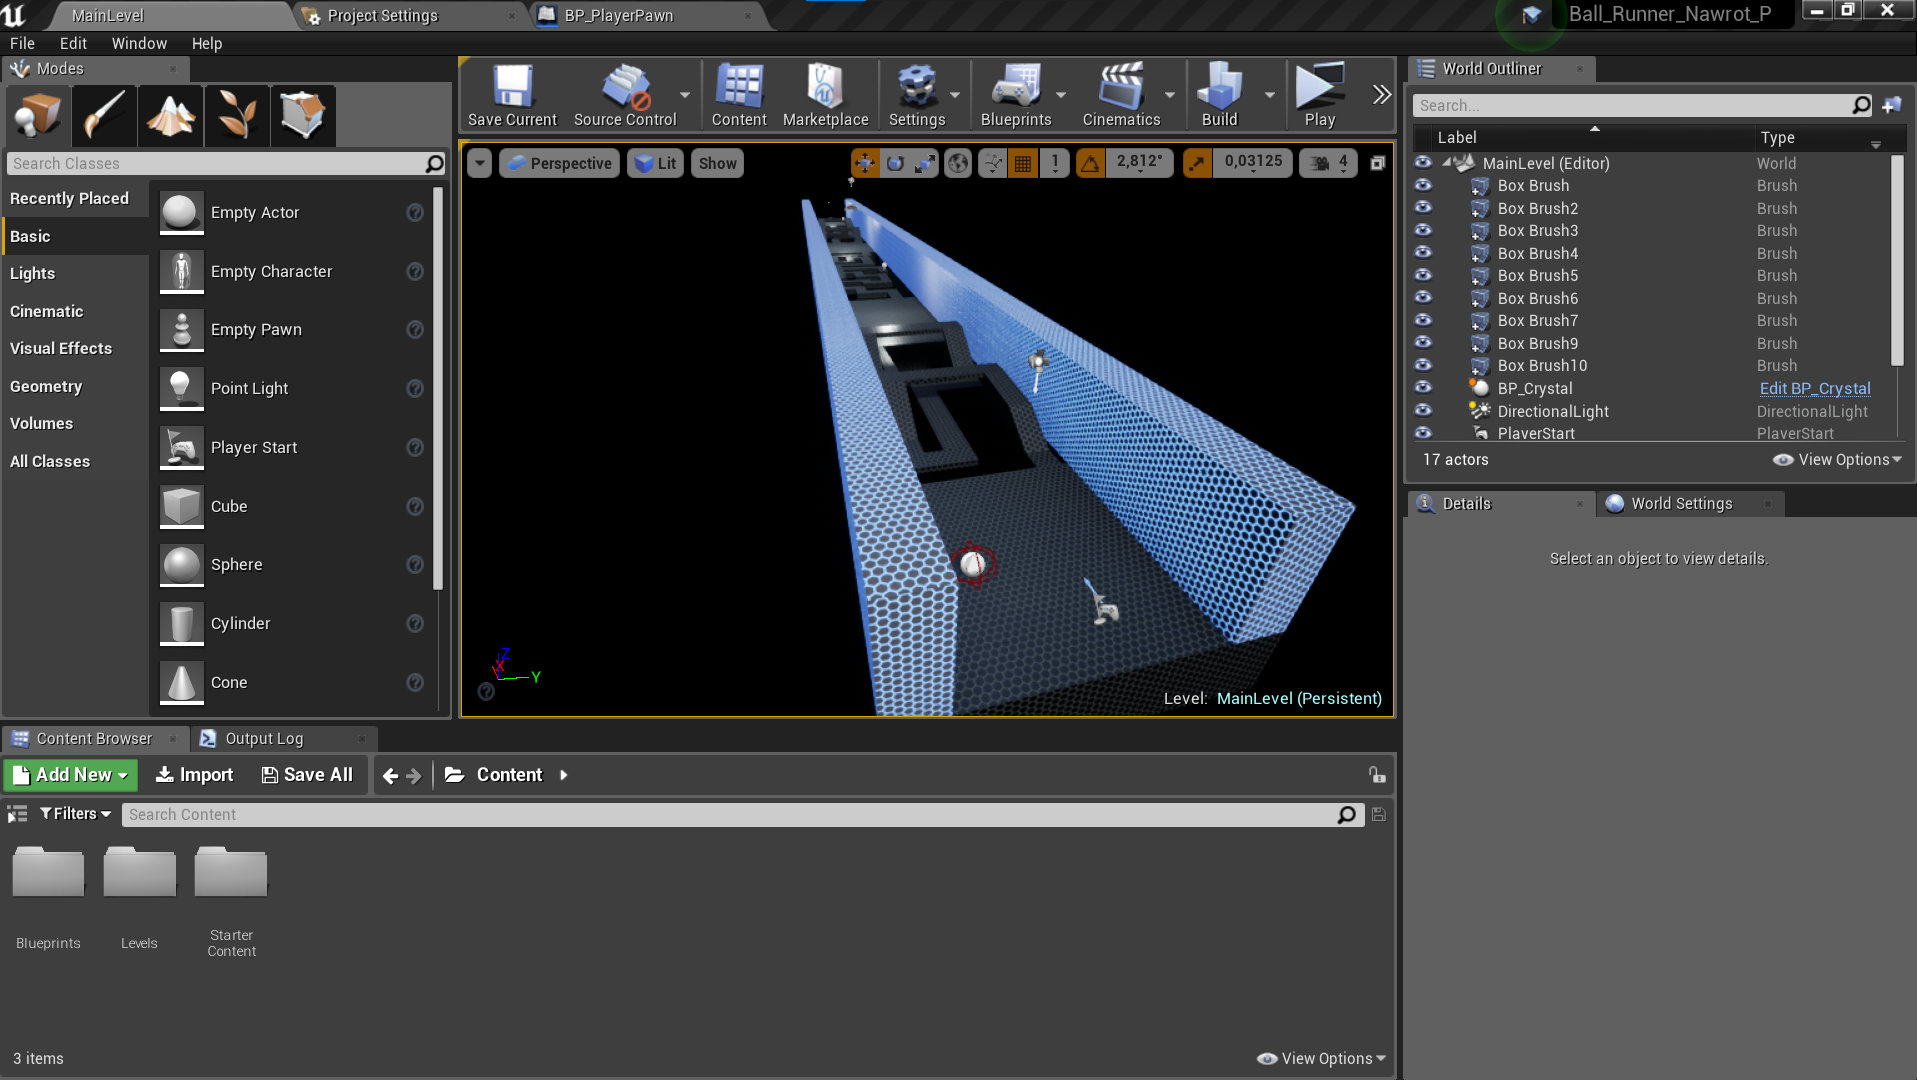 MainLevel
Project Settings
BP_PlayerPawn
Ball_Runner_Nawrot_P
File Edit Window Help
Modes
Search Classes
Recently Placed
Basic
Lights
Cinematic
Visual Effects
Geometry
Volumes
All Classes
Empty Actor
Empty Character
Empty Pawn
Point Light
Player Start
Cube
Sphere
Cylinder
Cone
Save Current
Source Control
Content
Marketplace
Settings
Blueprints
Cinematics
Build
Play
Perspective
Lit
Show
1
2,812°
0,03125
4
Z
X
Y
Level: MainLevel (Persistent)
World Outliner
Search...
Label Type
MainLevel (Editor) World
Box Brush Brush
Box Brush2 Brush
Box Brush3 Brush
Box Brush4 Brush
Box Brush5 Brush
Box Brush6 Brush
Box Brush7 Brush
Box Brush9 Brush
Box Brush10 Brush
BP_Crystal Edit BP_Crystal
DirectionalLight DirectionalLight
PlayerStart PlayerStart
17 actors
View Options
Details
World Settings
Select an object to view details.
Content Browser
Output Log
Add New
Import
Save All
Content
Filters
Search Content
Blueprints
Levels
Starter
Content
3 items
View Options